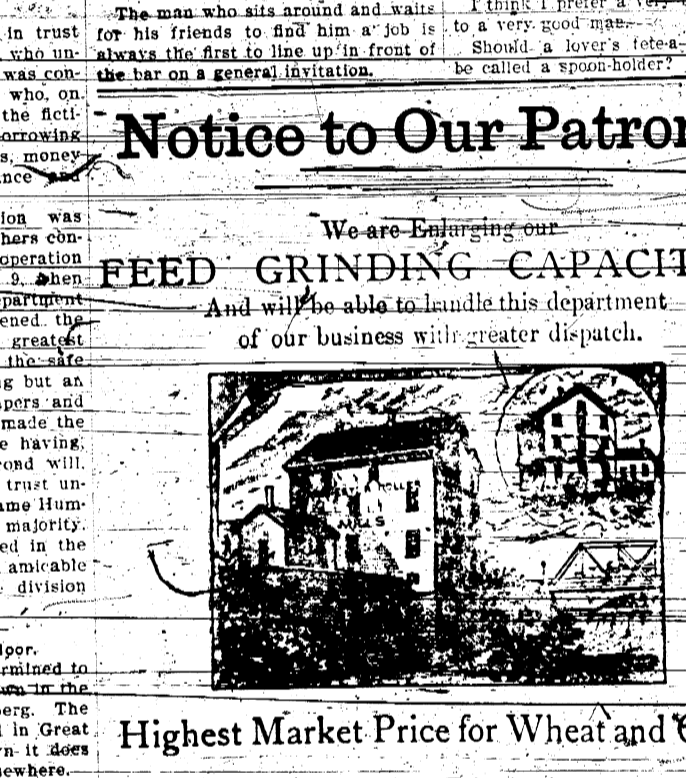 in trust
who un-
was con-
who, on
the ficti-
orrowing
s, money
nce and
ion was
hers con-
operation
9, when
partment
ened the
greatest
the safe
g but an
pers and
made the
e having,
rond will.
trust un-
ame Hum-
majority.
ed in the
amicable
division
loor.
rmined to
in the
erg. The
in Great
n it does
ewhere.
The man who sits around and waits
for his friends to find him a job is
always the first to line up in front of
the bar on a general invitation.
I think I prefer a very
to a very good man.
Should a lover's tete-a-
be called a spoon-holder?
Notice to Our Patron
We are Enlarging our
FEED GRINDING CAPACIT
And will be able to handle this department
of our business with greater dispatch.
ROLLER
MILLS
Highest Market Price for Wheat and